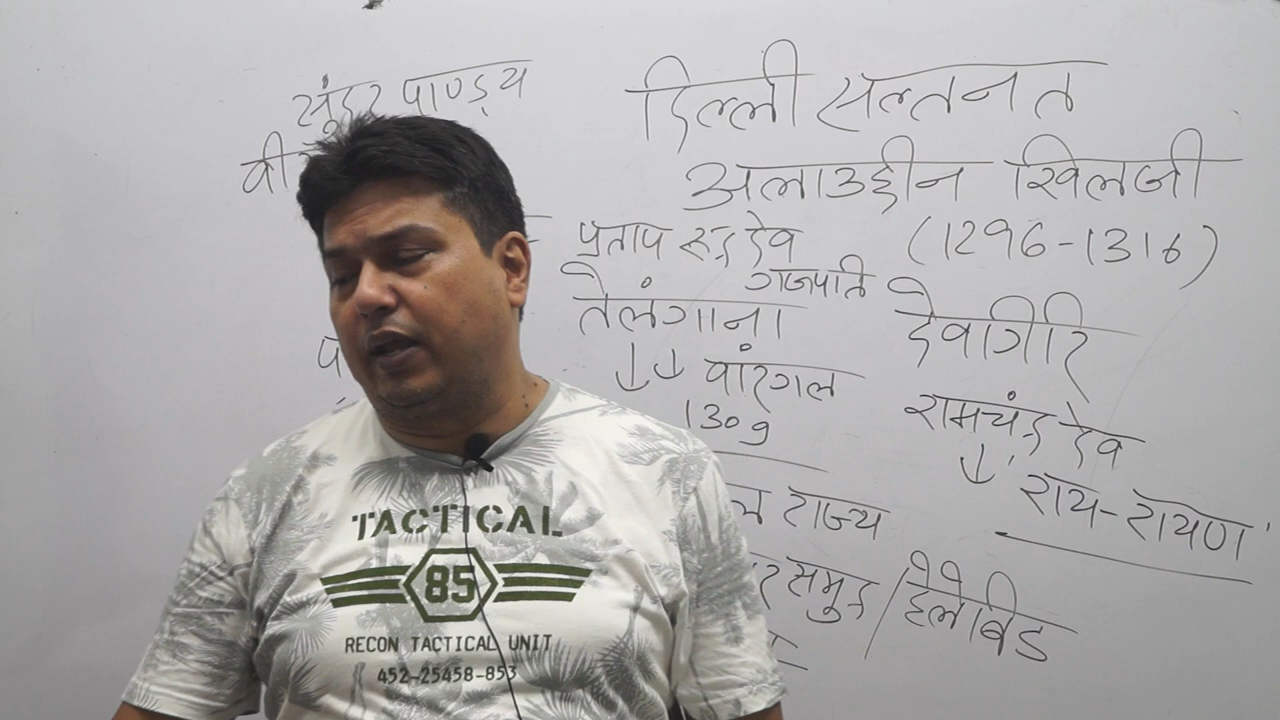 दिल्ली सल्तनत
अलाउद्दीन खिलजी
(1296-1316)
सुंदर पाण्ड्य
वी
प्रताप रूद्र देव
गजपति
तेलंगाना
↓↓ वारंगल
1309
देवगिरि
रामचंद्र देव
↓ राय-रायण'
ल राज्य
रसमुद्र / हैलेबिड
TACTICAL
85
RECON TACTICAL UNIT
452-25458-853